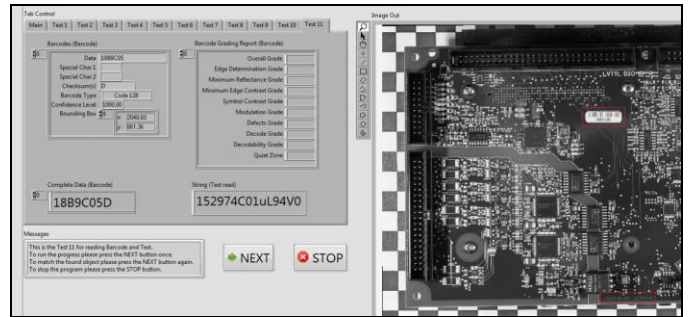 Tab Control
Main Test 1 Test 2 Test 3 Test 4 Test 5 Test 6 Test 7 Test 8 Test 9 Test 10 Test 11
Barcodes (Barcode)
0
Data 18B9C05
Special Char 1
Special Char 2
Checksum(s) D
Barcode Type Code 128
Confidence Level 1000,00
Bounding Box 0 x 2040.60
y 861.36
Barcode Grading Report (Barcode)
0
Overall Grade
Edge Determination Grade
Minimum Reflectance Grade
Minimum Edge Contrast Grade
Symbol Contrast Grade
Modulation Grade
Defects Grade
Decode Grade
Decodability Grade
Quiet Zone
Complete Data (Barcode)
0
18B9C05D
String (Text read)
152974C01uL94V0
Messages
This is the Test 11 for reading Barcode and Text.
To run the progress please press the NEXT button once.
To match the found object please press the NEXT button again.
To stop the program please press the STOP button.
NEXT
STOP
Image Out